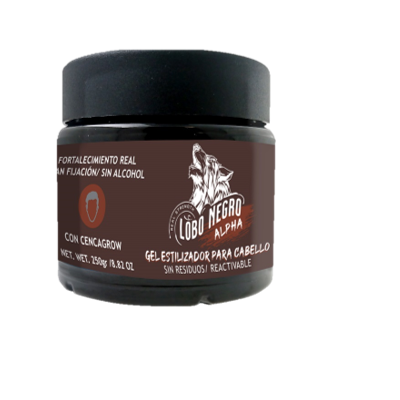 FORTALECIMIENTO REAL
AN FIJACIÓN/ SIN ALCOHOL
CON CENCAGROW
NET. WET. 250gr /8.82 OZ
LOBO NEGRO
ALPHA
GEL ESTILIZADOR PARA CABELLO
SIN RESIDUOS/ REACTIVABLE